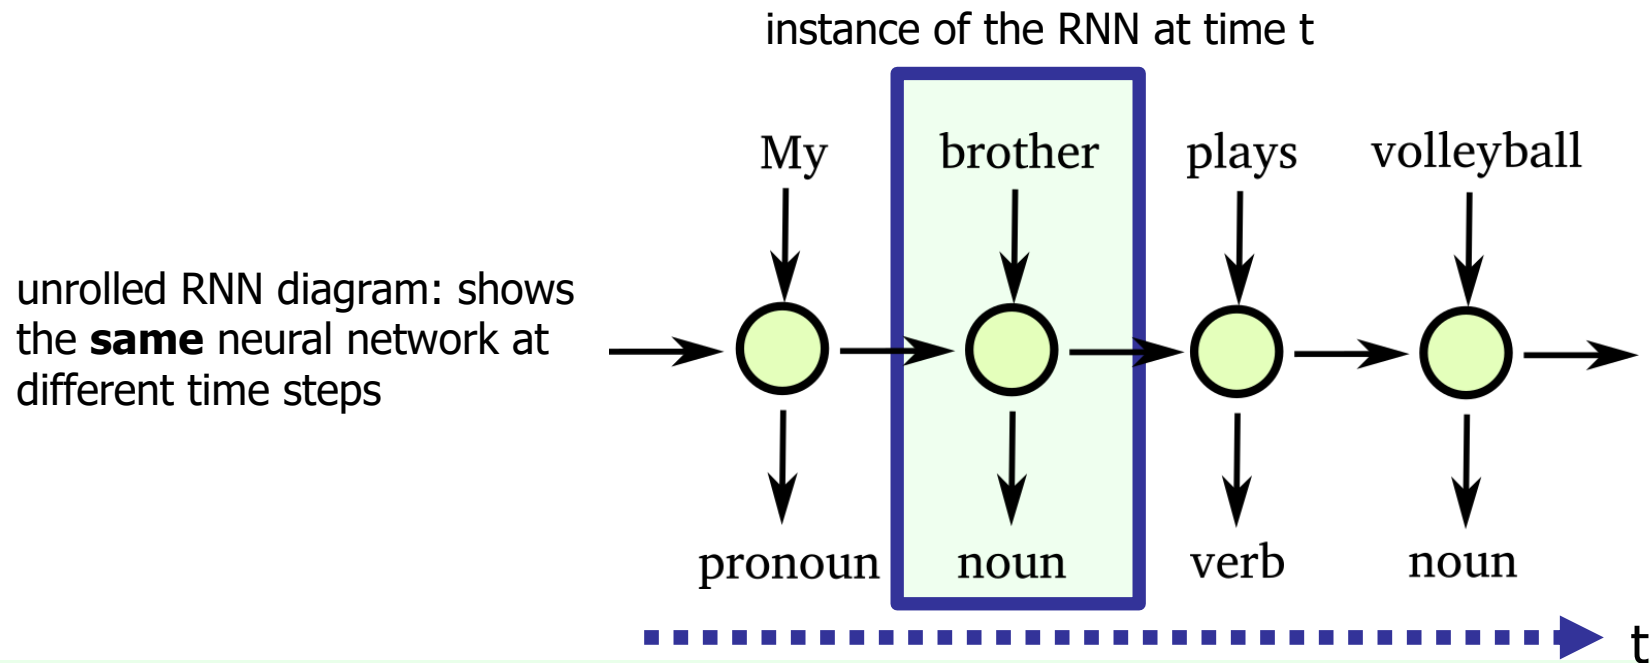 instance of the RNN at time t
My brother plays volleyball
unrolled RNN diagram: shows
the same neural network at
different time steps
pronoun noun verb noun
t